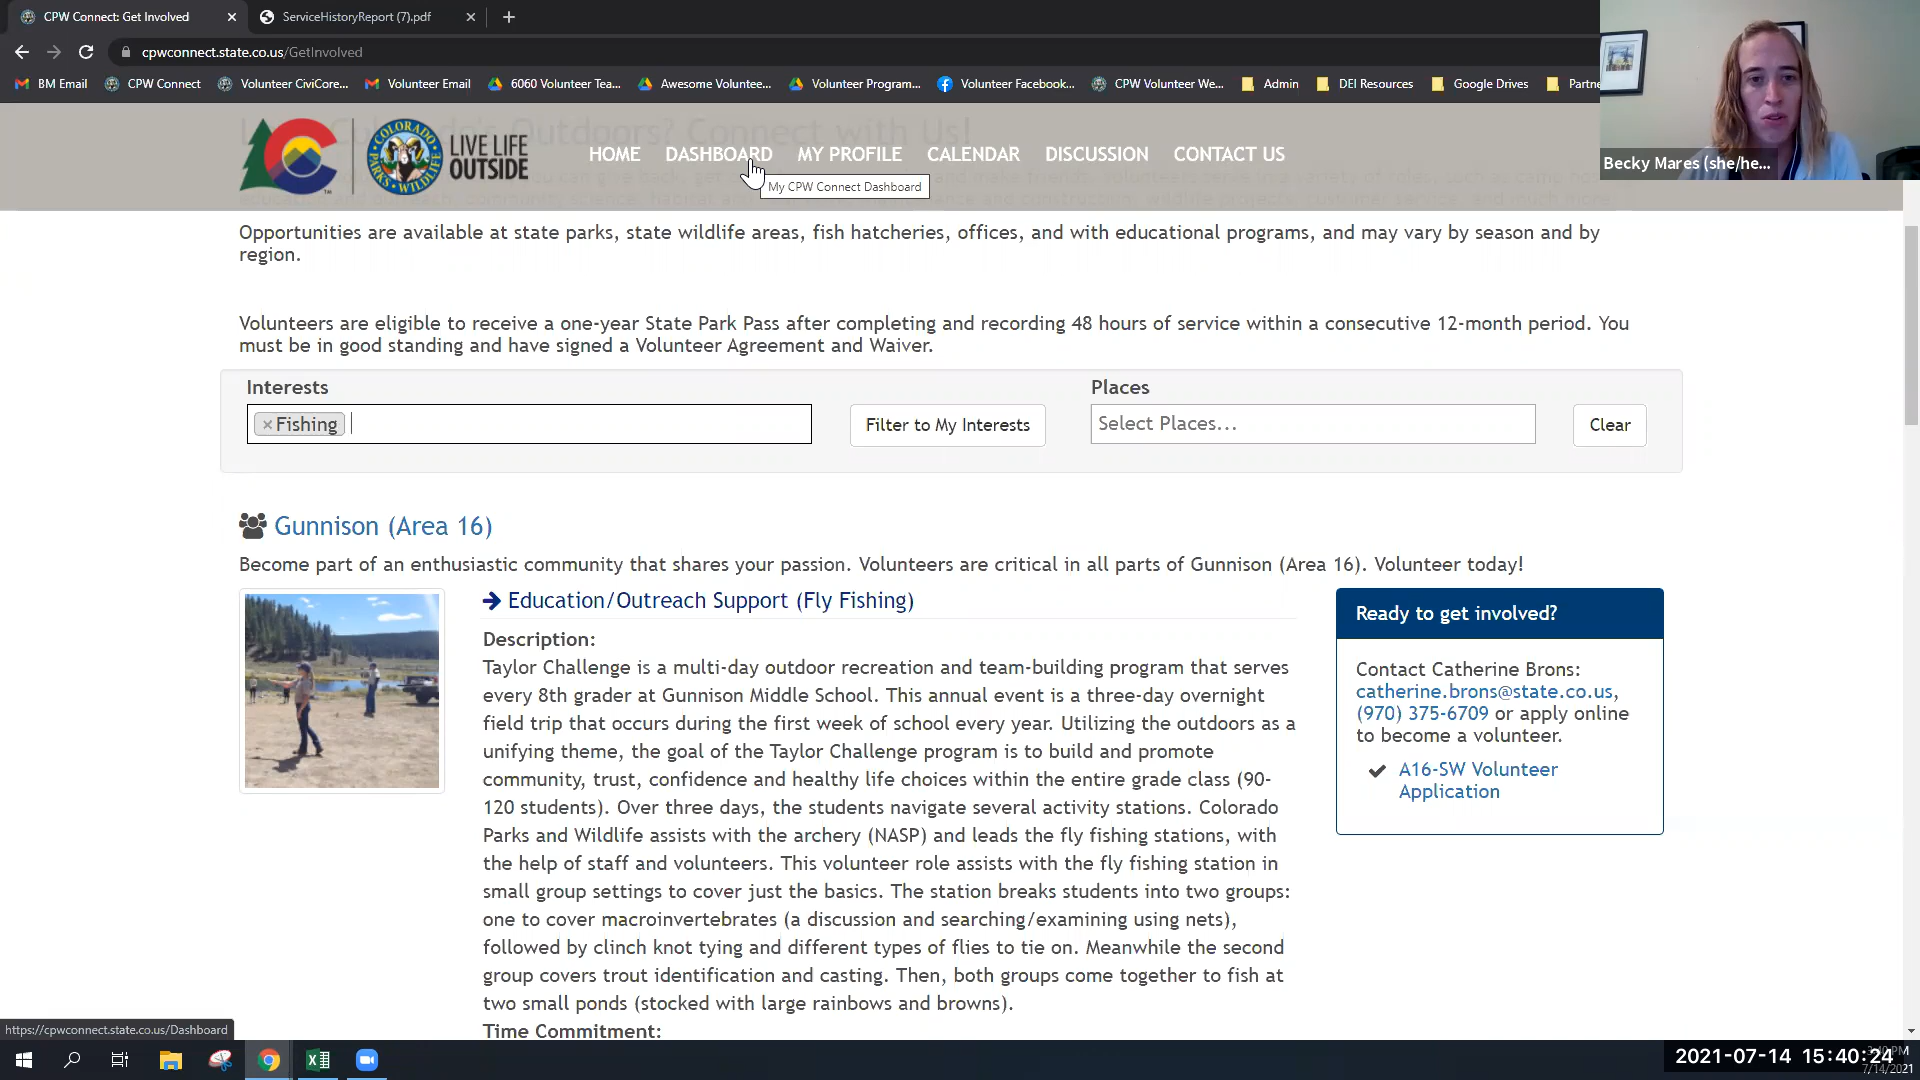 CPW Connect: Get Involved
ServiceHistoryReport (7).pdf
cpwconnect.state.co.us/GetInvolved
BM Email
CPW Connect
Volunteer CiviCore...
Volunteer Email
6060 Volunteer Tea...
Awesome Voluntee...
Volunteer Program...
Volunteer Facebook...
CPW Volunteer We...
Admin
DEI Resources
Google Drives
Partne
Becky Mares (she/he...
COLORADO
PARKS
WILDLIFE
LIVE LIFE
OUTSIDE
HOME
DASHBOARD
MY PROFILE
CALENDAR
DISCUSSION
CONTACT US
My CPW Connect Dashboard
Opportunities are available at state parks, state wildlife areas, fish hatcheries, offices, and with educational programs, and may vary by season and by
region.
Volunteers are eligible to receive a one-year State Park Pass after completing and recording 48 hours of service within a consecutive 12-month period. You
must be in good standing and have signed a Volunteer Agreement and Waiver.
Interests
Places
× Fishing
Filter to My Interests
Select Places...
Clear
Gunnison (Area 16)
Become part of an enthusiastic community that shares your passion. Volunteers are critical in all parts of Gunnison (Area 16). Volunteer today!
Education/Outreach Support (Fly Fishing)
Description:
Taylor Challenge is a multi-day outdoor recreation and team-building program that serves
every 8th grader at Gunnison Middle School. This annual event is a three-day overnight
field trip that occurs during the first week of school every year. Utilizing the outdoors as a
unifying theme, the goal of the Taylor Challenge program is to build and promote
community, trust, confidence and healthy life choices within the entire grade class (90-
120 students). Over three days, the students navigate several activity stations. Colorado
Parks and Wildlife assists with the archery (NASP) and leads the fly fishing stations, with
the help of staff and volunteers. This volunteer role assists with the fly fishing station in
small group settings to cover just the basics. The station breaks students into two groups:
one to cover macroinvertebrates (a discussion and searching/examining using nets),
followed by clinch knot tying and different types of flies to tie on. Meanwhile the second
group covers trout identification and casting. Then, both groups come together to fish at
two small ponds (stocked with large rainbows and browns).
Time Commitment:
Ready to get involved?
Contact Catherine Brons:
catherine.brons@state.co.us,
(970) 375-6709 or apply online
to become a volunteer.
A16-SW Volunteer
Application
https://cpwconnect.state.co.us/Dashboard
2021-07-14 15:40:24
7/14/2021